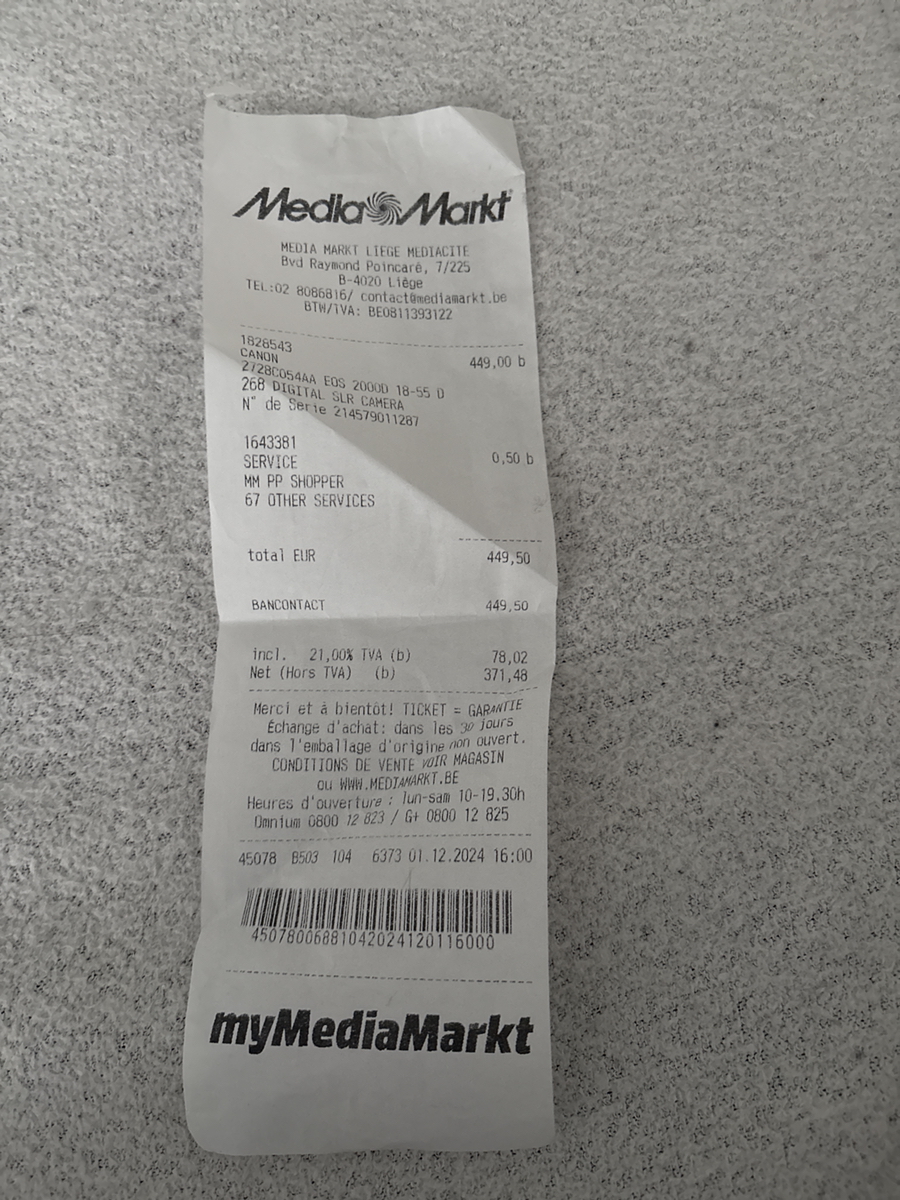 Media Markt
MEDIA MARKT LIEGE MEDIACITE
Bvd Raymond Poincaré, 7/225
B-4020 Liège
TEL:02 8086816/ contact@mediamarkt.be
BTW/TVA: BE0811393122
1828543
CANON 449,00 b
2728C054AA EOS 2000D 18-55 D
268 DIGITAL SLR CAMERA
N° de Serie 214579011287
1643381
SERVICE 0,50 b
MM PP SHOPPER
67 OTHER SERVICES
total EUR 449,50
BANCONTACT 449,50
incl. 21,00% TVA (b) 78,02
Net (Hors TVA) (b) 371,48
Merci et à bientôt! TICKET = GARANTIE
Échange d'achat: dans les 30 jours
dans l'emballage d'origine non ouvert.
CONDITIONS DE VENTE VOIR MAGASIN
ou WWW.MEDIAMARKT.BE
Heures d'ouverture : lun-sam 10-19.30h
Omnium 0800 12 823 / G+ 0800 12 825
45078 B503 104 6373 01.12.2024 16:00
4507800688104202412011600​0
myMediaMarkt